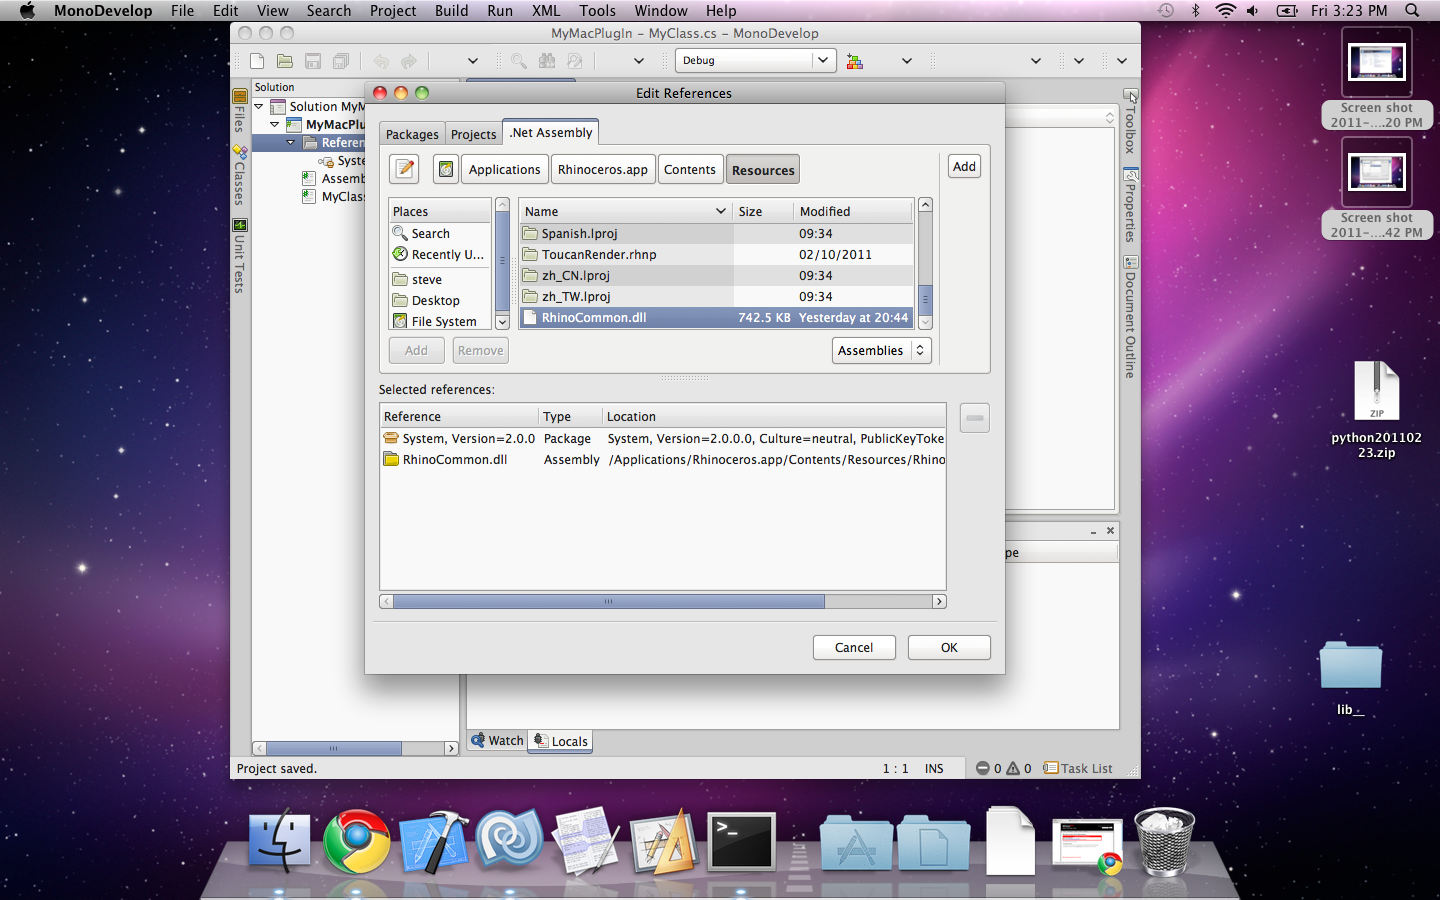 MonoDevelop File Edit View Search Project Build Run XML Tools Window Help Fri 3:23 PM
MyMacPlugIn – MyClass.cs – MonoDevelop
Debug
Solution
Solution MyM
MyMacPlu
Referen
Syste
Assemb
MyClass
Files
Classes
Unit Tests
Edit References
Packages Projects .Net Assembly
Applications Rhinoceros.app Contents Resources Add
Places
Search
Recently U...
steve
Desktop
File System
Name Size Modified
Spanish.lproj 09:34
ToucanRender.rhnp 02/10/2011
zh_CN.lproj 09:34
zh_TW.lproj 09:34
RhinoCommon.dll 742.5 KB Yesterday at 20:44
Add Remove Assemblies
Selected references:
Reference Type Location
System, Version=2.0.0 Package System, Version=2.0.0.0, Culture=neutral, PublicKeyToke
RhinoCommon.dll Assembly /Applications/Rhinoceros.app/Contents/Resources/Rhino
Cancel OK
Toolbox
Properties
Document Outline
pe
Watch Locals
Project saved. 1 : 1 INS 0 0 Task List
Screen shot
2011-....20 PM
Screen shot
2011-....42 PM
ZIP
python201102
23.zip
lib__
>_